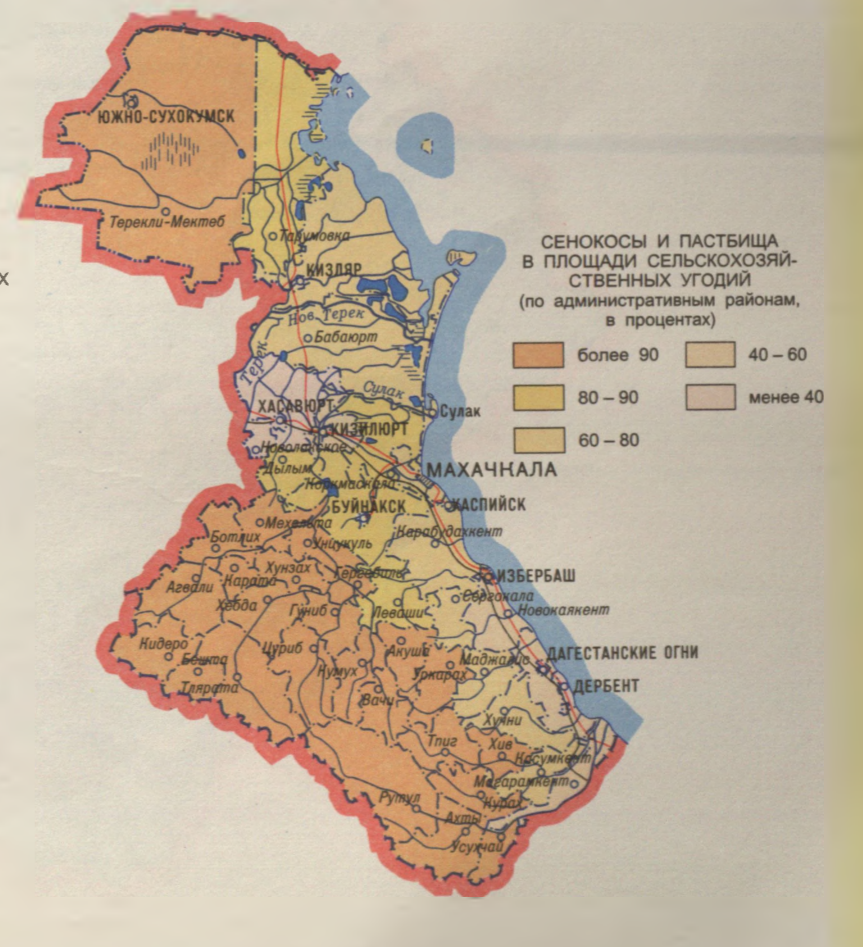 ЮЖНО-СУХОКУМСК
Терекли-Мектеб
Тарумовка
КИЗЛЯР
Нов. Терек
Бабаюрт
Терек
Сулак
ХАСАВЮРТ
Сулак
КИЗИЛЮРТ
Новолакское
Дылым
Коркмаскала
МАХАЧКАЛА
БУЙНАКСК
КАСПИЙСК
Мехельта
Карабудахкент
Ботлих
Унцукуль
Хунзах
Гергебиль
ИЗБЕРБАШ
Агвали
Карата
Хебда
Гуниб
Леваши
Сергокала
Новокаякент
Кидеро
Бежта
Цуриб
Акуша
Маджалис
ДАГЕСТАНСКИЕ ОГНИ
Тлярата
Кумух
Уркарах
ДЕРБЕНТ
Вачи
Хучни
Тпиг
Хив
Касумкент
Магарамкент
Рутул
Курах
Ахты
Усухчай
СЕНОКОСЫ И ПАСТБИЩА
В ПЛОЩАДИ СЕЛЬСКОХОЗЯЙ-
СТВЕННЫХ УГОДИЙ
(по административным районам,
в процентах)
более 90
40 – 60
80 – 90
менее 40
60 – 80
х